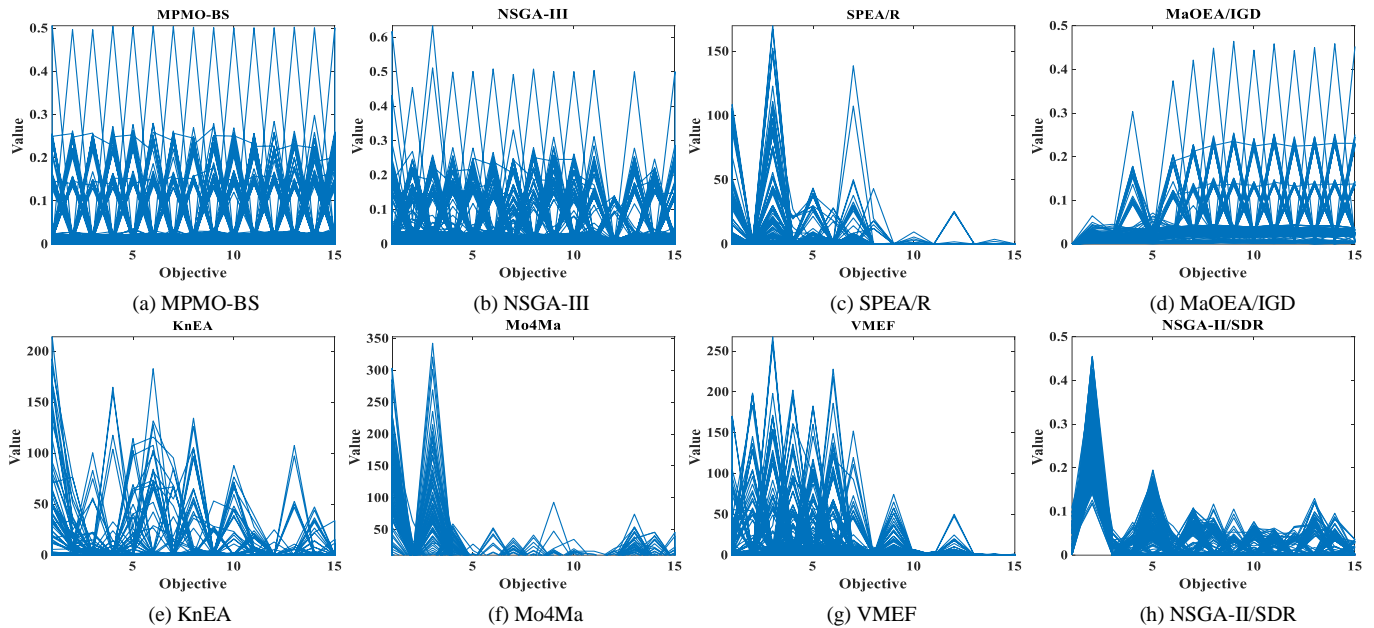 MPMO-BS
0.5
0.4
0.3
0.2
0.1
0
Value
5
10
15
Objective
(a) MPMO-BS
NSGA-III
0.6
0.5
0.4
0.3
0.2
0.1
0
Value
5
10
15
Objective
(b) NSGA-III
SPEA/R
150
100
50
0
Value
5
10
15
Objective
(c) SPEA/R
MaOEA/IGD
0.5
0.4
0.3
0.2
0.1
0
Value
5
10
15
Objective
(d) MaOEA/IGD
KnEA
200
150
100
50
0
Value
5
10
15
Objective
(e) KnEA
Mo4Ma
350
300
250
200
150
100
50
Value
5
10
15
Objective
(f) Mo4Ma
VMEF
250
200
150
100
50
0
Value
5
10
15
Objective
(g) VMEF
NSGA-II/SDR
0.5
0.4
0.3
0.2
0.1
0
Value
5
10
15
Objective
(h) NSGA-II/SDR